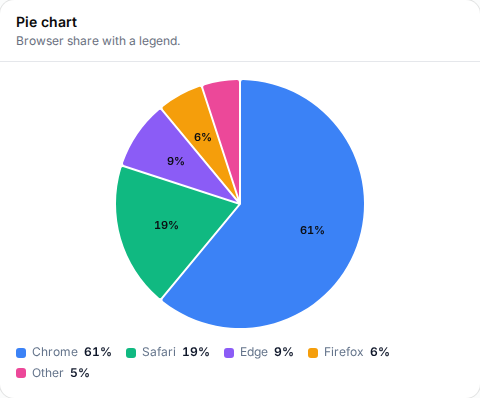 Pie chart
Browser share with a legend.
6%
9%
19%
61%
Chrome 61% Safari 19% Edge 9% Firefox 6%
Other 5%